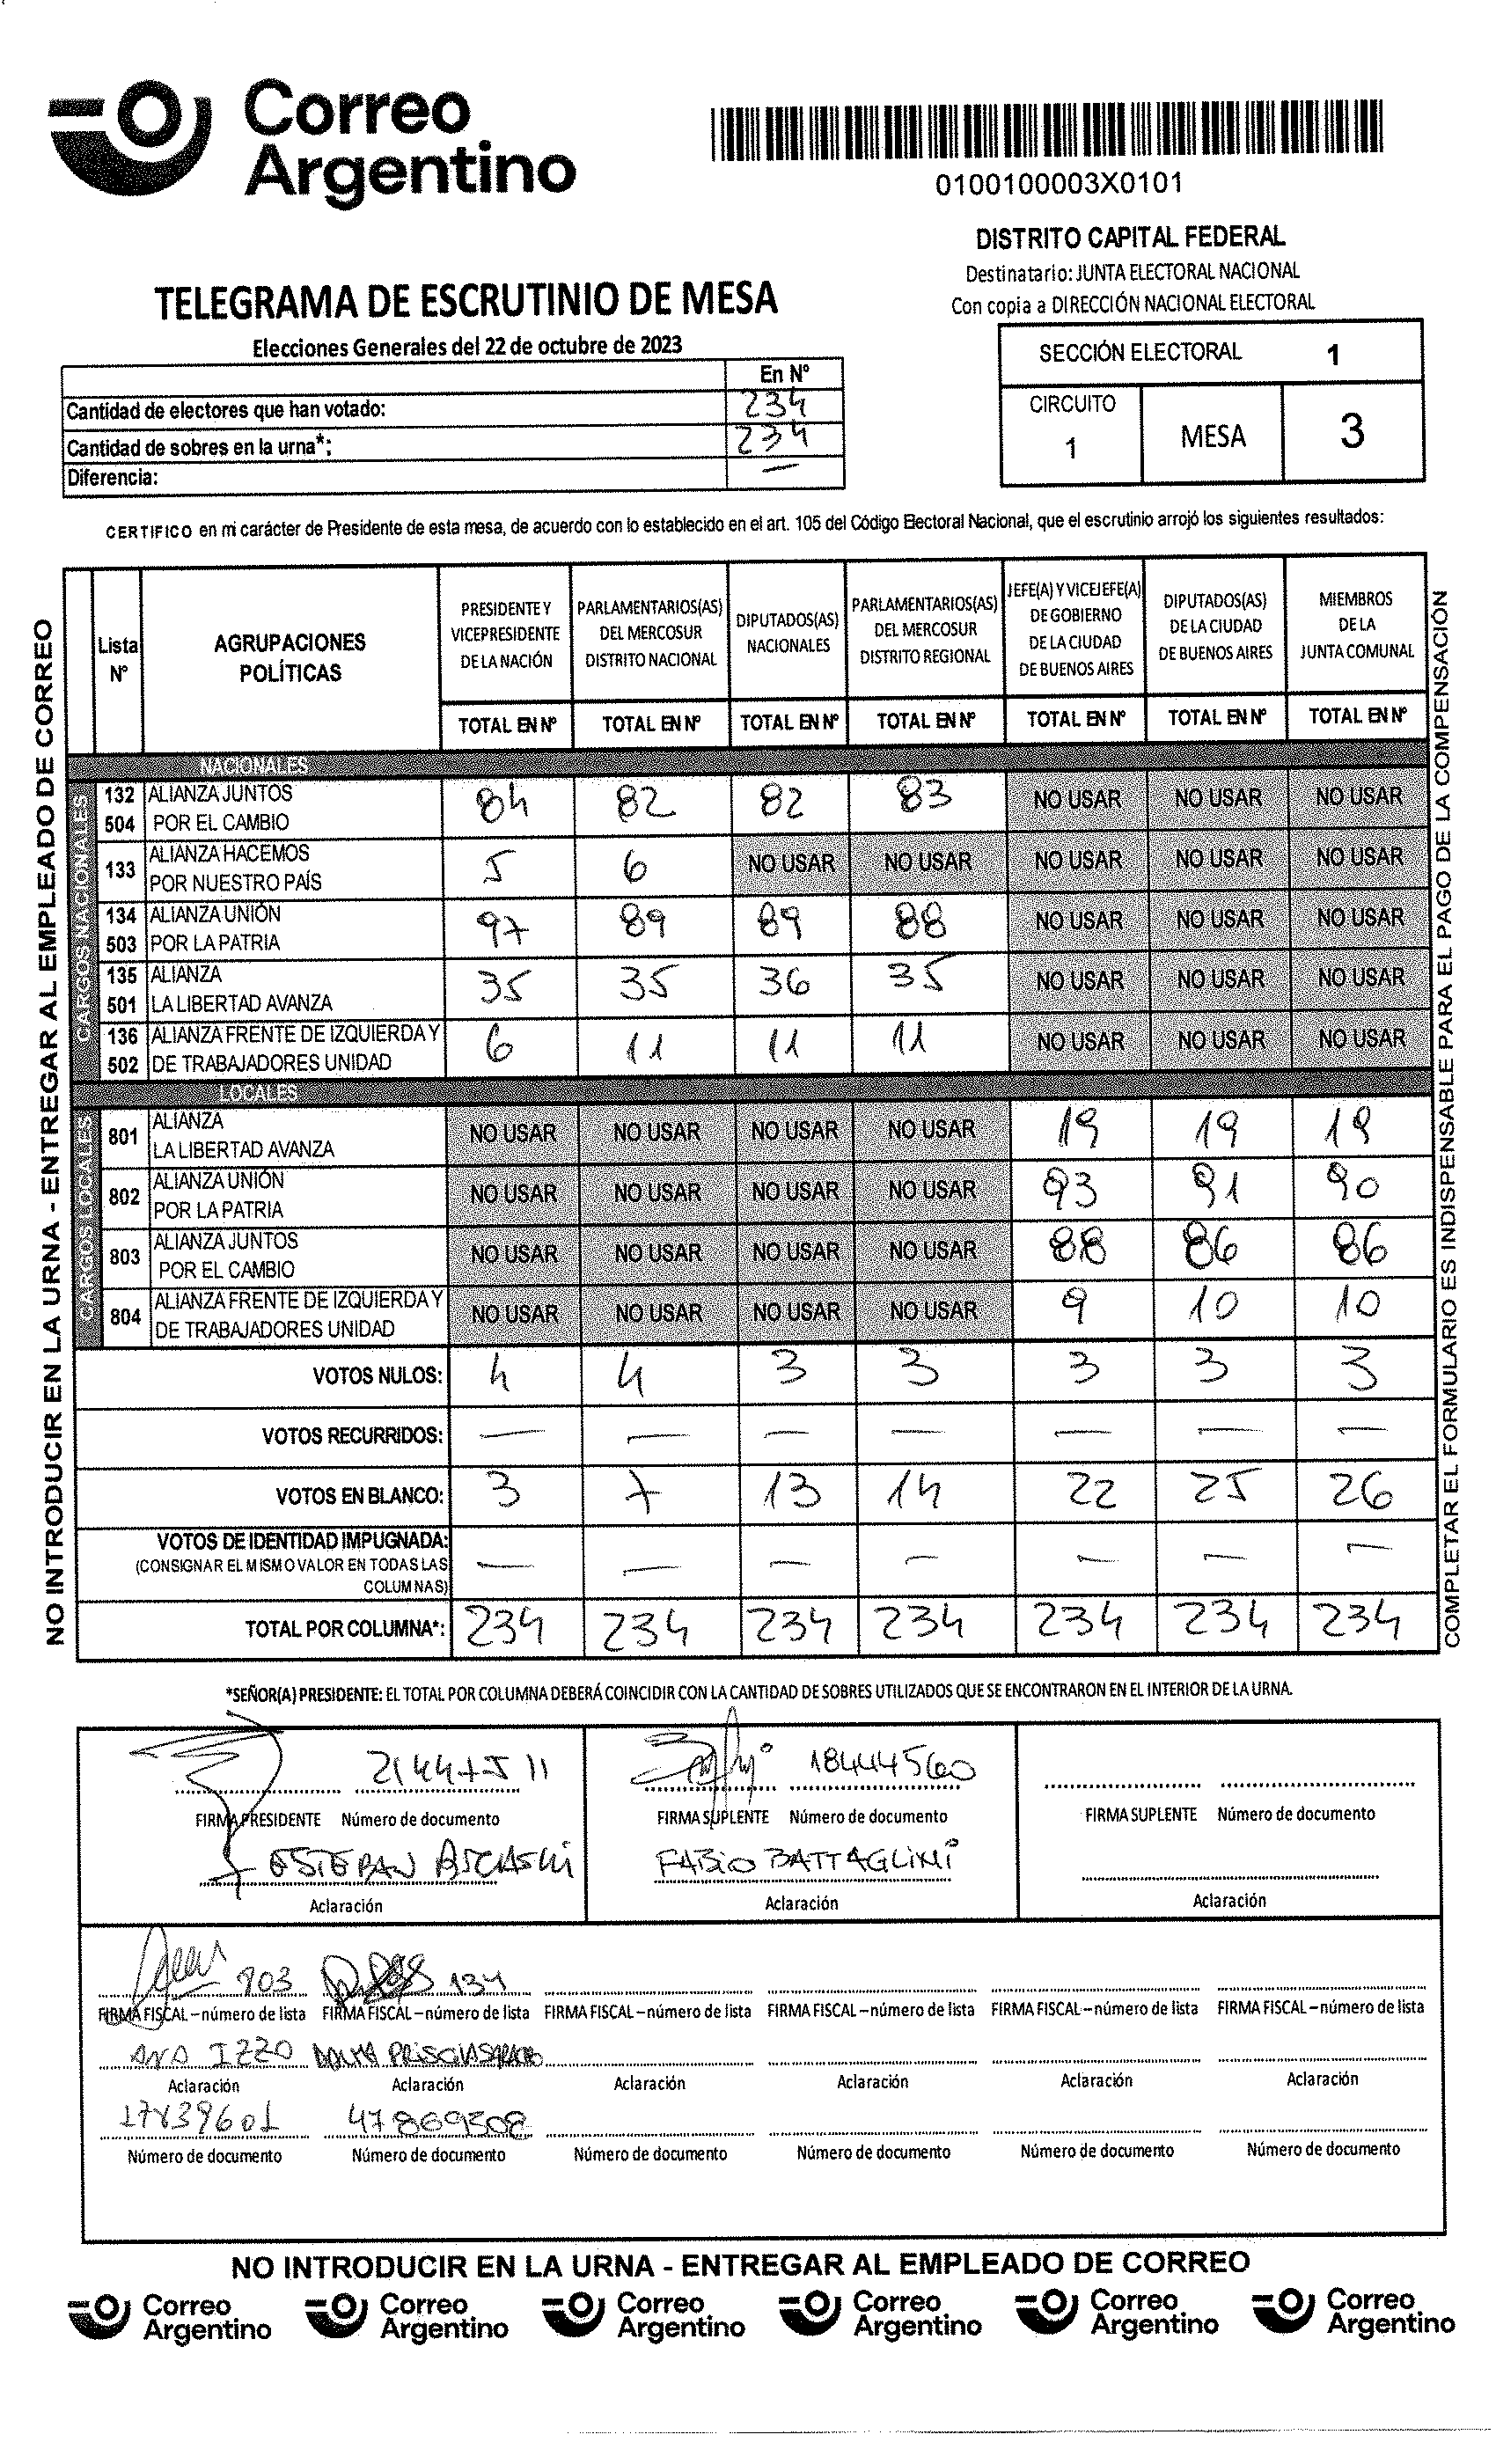 Correo
Argentino
0100100003X0101
DISTRITO CAPITAL FEDERAL
Destinatario: JUNTA ELECTORAL NACIONAL
Con copia a DIRECCIÓN NACIONAL ELECTORAL
TELEGRAMA DE ESCRUTINIO DE MESA
Elecciones Generales del 22 de octubre de 2023
En Nº
Cantidad de electores que han votado: 234
Cantidad de sobres en la urna*: 234
Diferencia: —
SECCIÓN ELECTORAL 1
CIRCUITO
1
MESA 3
CERTIFICO en mi carácter de Presidente de esta mesa, de acuerdo con lo establecido en el art. 105 del Código Electoral Nacional, que el escrutinio arrojó los siguientes resultados:
NO INTRODUCIR EN LA URNA - ENTREGAR AL EMPLEADO DE CORREO
Lista
Nº
AGRUPACIONES
POLÍTICAS
PRESIDENTE Y
VICEPRESIDENTE
DE LA NACIÓN
PARLAMENTARIOS(AS)
DEL MERCOSUR
DISTRITO NACIONAL
DIPUTADOS(AS)
NACIONALES
PARLAMENTARIOS(AS)
DEL MERCOSUR
DISTRITO REGIONAL
JEFE(A) Y VICEJEFE(A)
DE GOBIERNO
DE LA CIUDAD
DE BUENOS AIRES
DIPUTADOS(AS)
DE LA CIUDAD
DE BUENOS AIRES
MIEMBROS
DE LA
JUNTA COMUNAL
TOTAL EN Nº TOTAL EN Nº TOTAL EN Nº TOTAL EN Nº TOTAL EN Nº TOTAL EN Nº TOTAL EN Nº
NACIONALES
CARGOS NACIONALES
132 ALIANZA JUNTOS
504 POR EL CAMBIO
84 82 82 83 NO USAR NO USAR NO USAR
133 ALIANZA HACEMOS
POR NUESTRO PAÍS
5 6 NO USAR NO USAR NO USAR NO USAR NO USAR
134 ALIANZA UNIÓN
503 POR LA PATRIA
97 89 89 88 NO USAR NO USAR NO USAR
135 ALIANZA
501 LA LIBERTAD AVANZA
35 35 36 35 NO USAR NO USAR NO USAR
136 ALIANZA FRENTE DE IZQUIERDA Y
502 DE TRABAJADORES UNIDAD
6 11 11 11 NO USAR NO USAR NO USAR
LOCALES
CARGOS LOCALES
801 ALIANZA
LA LIBERTAD AVANZA
NO USAR NO USAR NO USAR NO USAR 19 19 19
802 ALIANZA UNIÓN
POR LA PATRIA
NO USAR NO USAR NO USAR NO USAR 93 91 90
803 ALIANZA JUNTOS
POR EL CAMBIO
NO USAR NO USAR NO USAR NO USAR 88 86 86
804 ALIANZA FRENTE DE IZQUIERDA Y
DE TRABAJADORES UNIDAD
NO USAR NO USAR NO USAR NO USAR 9 10 10
VOTOS NULOS: 4 4 3 3 3 3 3
VOTOS RECURRIDOS: — — — — — — —
VOTOS EN BLANCO: 3 7 13 14 22 25 26
VOTOS DE IDENTIDAD IMPUGNADA:
(CONSIGNAR EL MISMO VALOR EN TODAS LAS
COLUMNAS)
— — — — — — —
TOTAL POR COLUMNA*: 234 234 234 234 234 234 234
COMPLETAR EL FORMULARIO ES INDISPENSABLE PARA EL PAGO DE LA COMPENSACIÓN
*SEÑOR(A) PRESIDENTE: EL TOTAL POR COLUMNA DEBERÁ COINCIDIR CON LA CANTIDAD DE SOBRES UTILIZADOS QUE SE ENCONTRARON EN EL INTERIOR DE LA URNA.
21447511 18444560
FIRMA PRESIDENTE Número de documento FIRMA SUPLENTE Número de documento FIRMA SUPLENTE Número de documento
ESTEBAN FABIO BATTAGLINI
Aclaración Aclaración Aclaración
803 134
FIRMA FISCAL – número de lista FIRMA FISCAL – número de lista FIRMA FISCAL – número de lista FIRMA FISCAL – número de lista FIRMA FISCAL – número de lista FIRMA FISCAL – número de lista
IZZO
Aclaración Aclaración Aclaración Aclaración Aclaración Aclaración
17839601 47869508
Número de documento Número de documento Número de documento Número de documento Número de documento Número de documento
NO INTRODUCIR EN LA URNA - ENTREGAR AL EMPLEADO DE CORREO
Correo Correo Correo Correo Correo Correo
Argentino Argentino Argentino Argentino Argentino Argentino